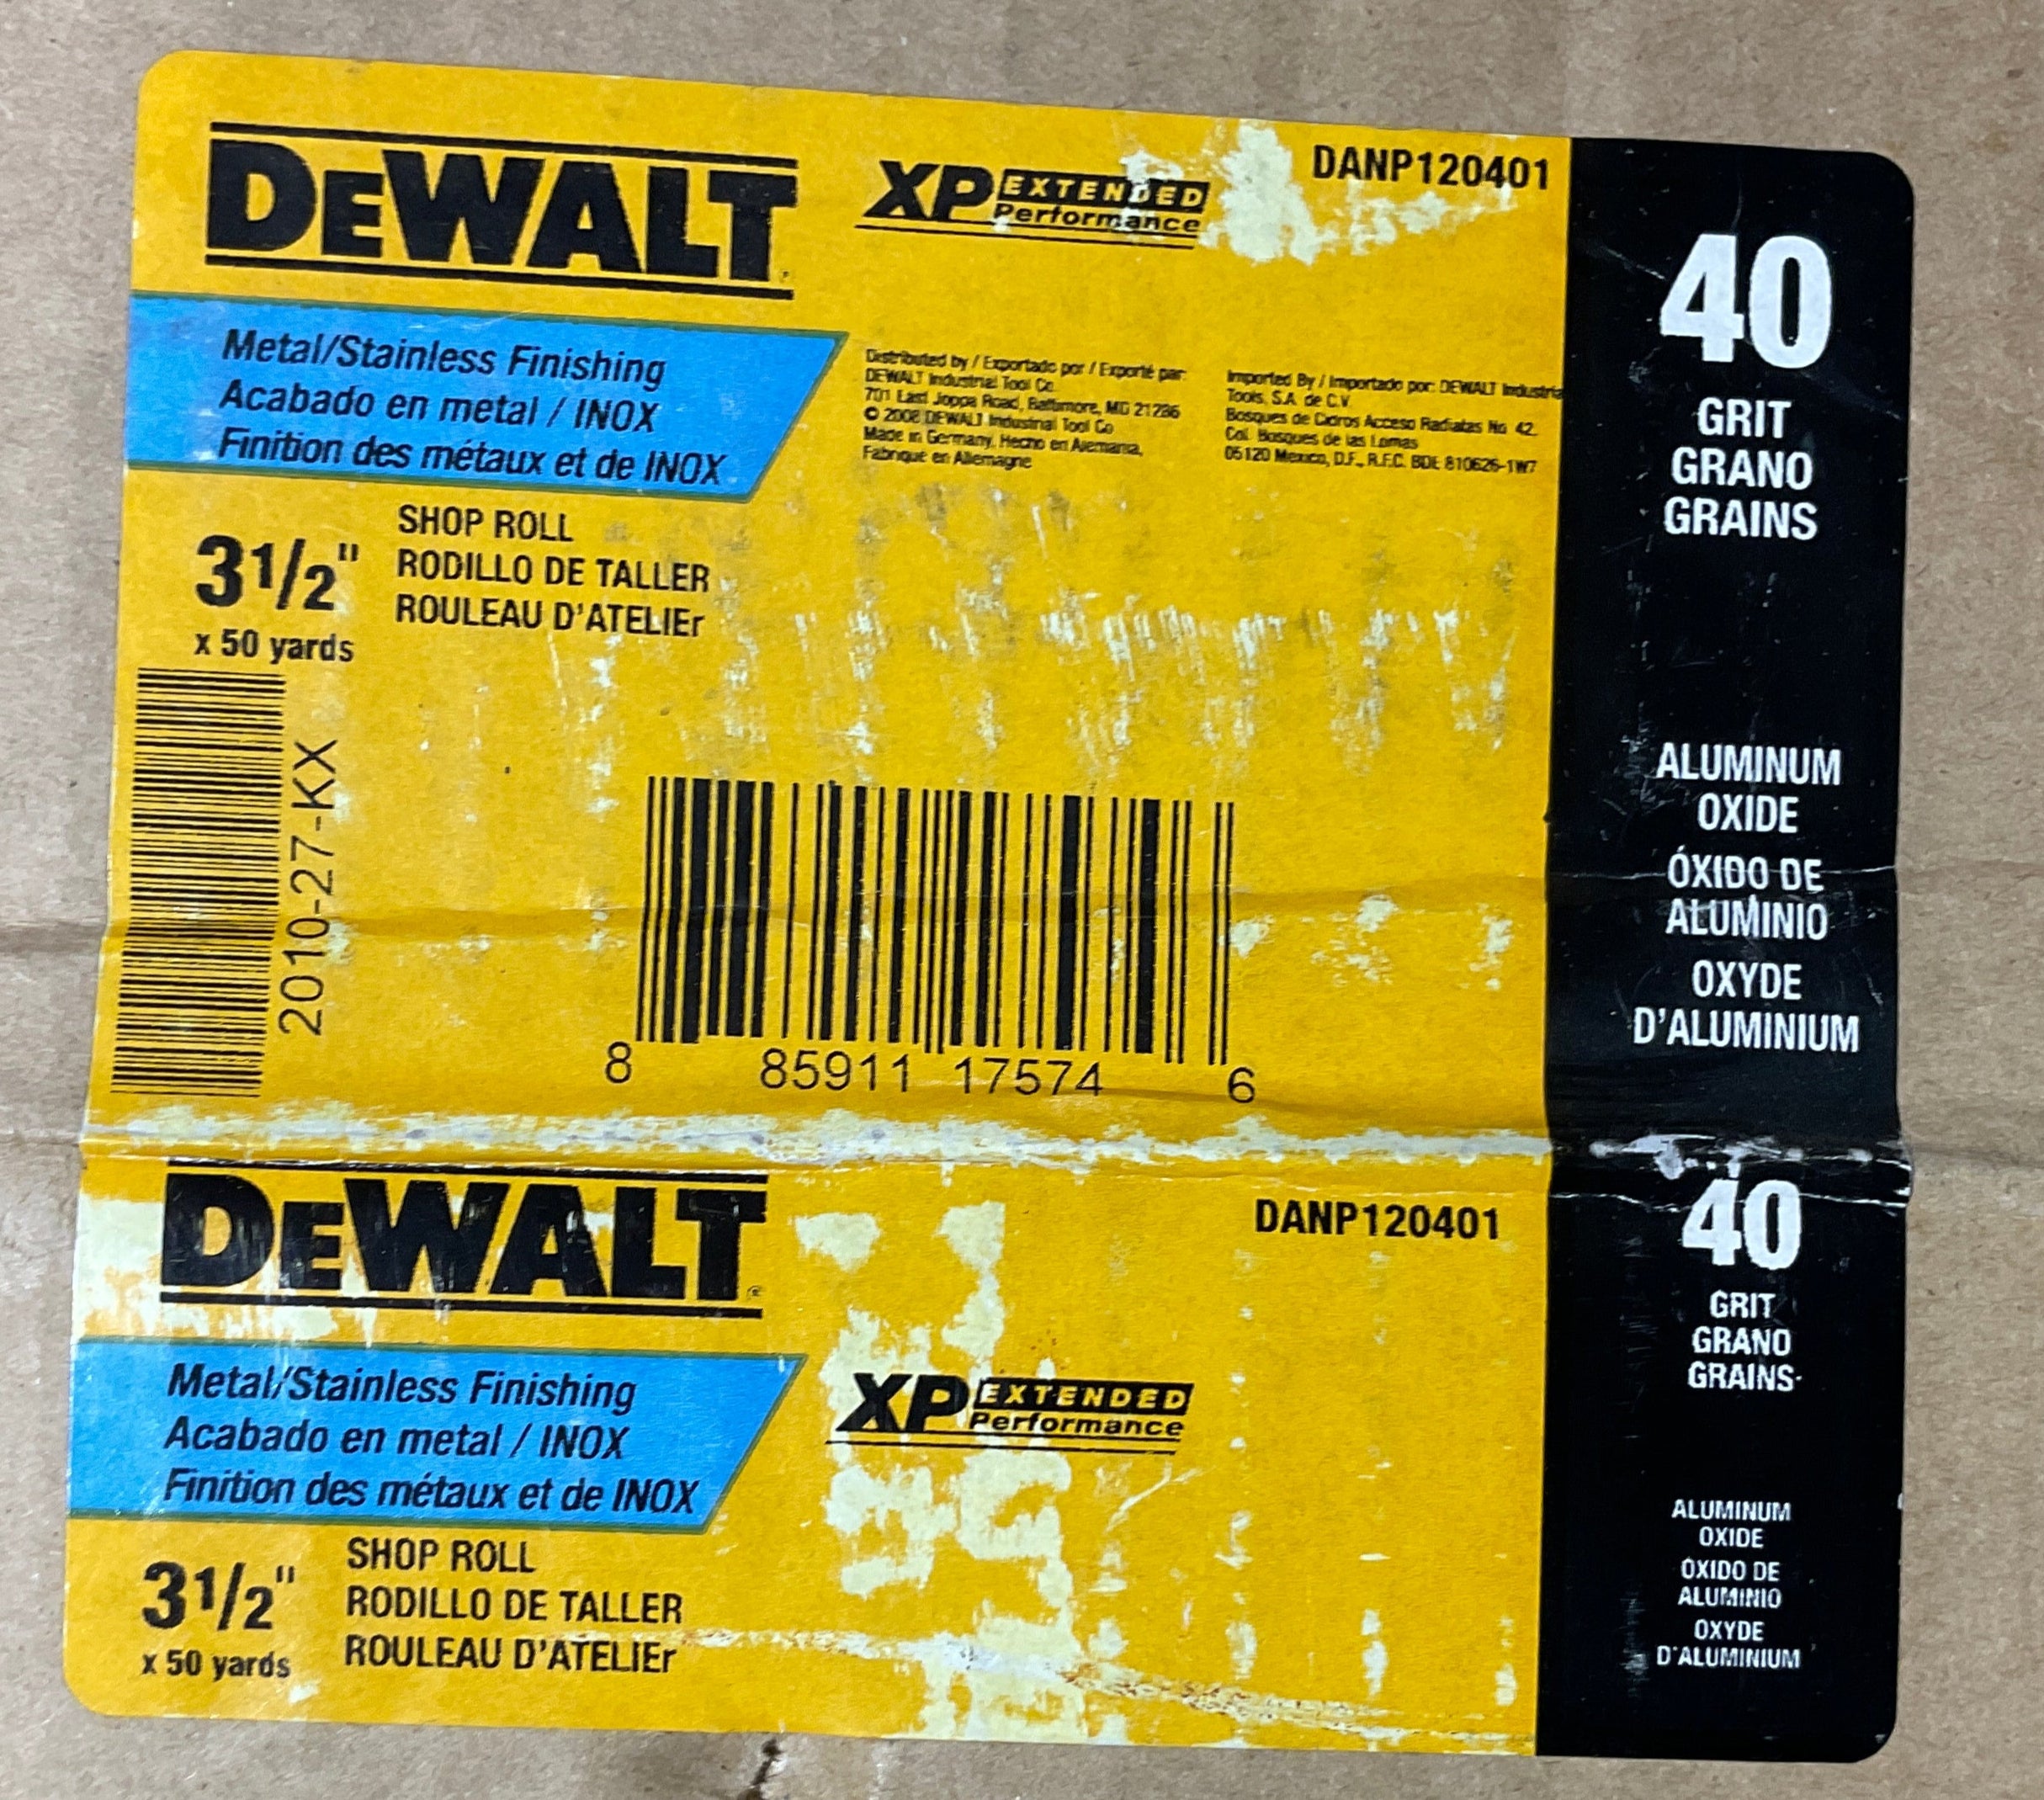 DEWALT
XP EXTENDED
Performance
DANP120401
Metal/Stainless Finishing
Acabado en metal / INOX
Finition des métaux et de INOX
Distributed by / Exportado por / Exporté par:
DEWALT Industrial Tool Co.
701 East Joppa Road, Baltimore, MD 21286
© 2008 DEWALT Industrial Tool Co
Made in Germany, Hecho en Alemania,
Fabriqué en Allemagne
Imported By / Importado por: DEWALT Industrial
Tools, S.A. de C.V.
Bosques de Cidros Acceso Radiatas No. 42.
Col. Bosques de las Lomas
05120 Mexico, D.F., R.F.C. BDE 810626-1W7
3 1/2"
x 50 yards
SHOP ROLL
RODILLO DE TALLER
ROULEAU D'ATELIEr
2010-27-KX
8 85911 17574 6
40
GRIT
GRANO
GRAINS
ALUMINUM
OXIDE
ÓXIDO DE
ALUMINIO
OXYDE
D'ALUMINIUM
DEWALT
DANP120401
Metal/Stainless Finishing
Acabado en metal / INOX
Finition des métaux et de INOX
XP EXTENDED
Performance
3 1/2"
x 50 yards
SHOP ROLL
RODILLO DE TALLER
ROULEAU D'ATELIEr
40
GRIT
GRANO
GRAINS
ALUMINUM
OXIDE
ÓXIDO DE
ALUMINIO
OXYDE
D'ALUMINIUM